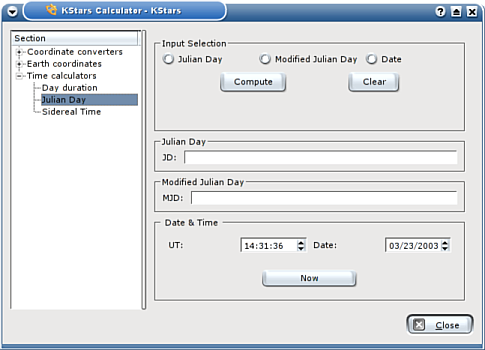 KStars Calculator - KStars
Section
Coordinate converters
Earth coordinates
Time calculators
Day duration
Julian Day
Sidereal Time
Input Selection
Julian Day Modified Julian Day Date
Compute Clear
Julian Day
JD:
Modified Julian Day
MJD:
Date & Time
UT: 14:31:36 Date: 03/23/2003
Now
Close